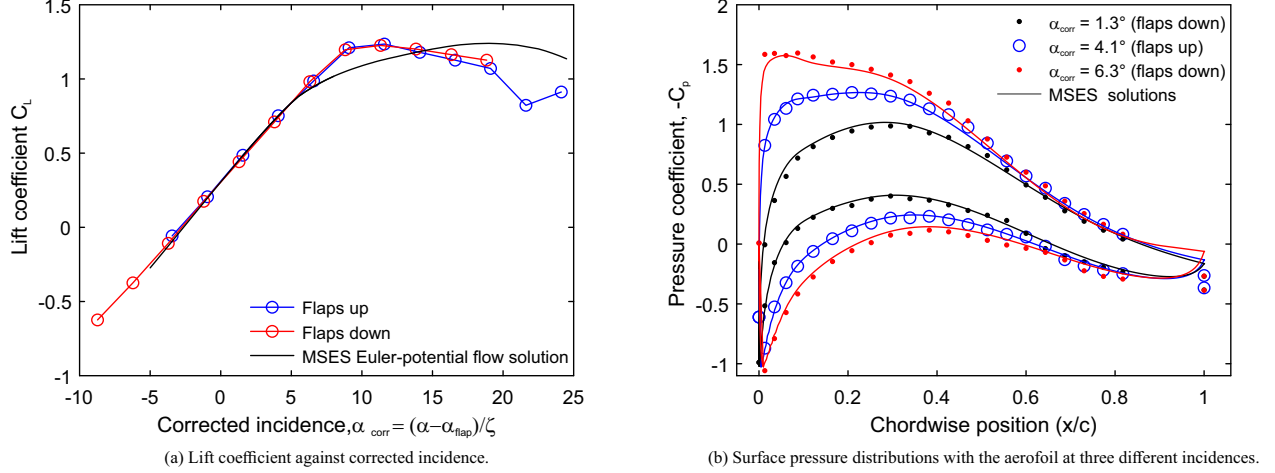 1.5
1
0.5
0
-0.5
-1
Lift coefficient C_L
Flaps up
Flaps down
MSES Euler-potential flow solution
-10 -5 0 5 10 15 20 25
Corrected incidence,α corr = (α−α_flap)/ζ
(a) Lift coefficient against corrected incidence.
2
1.5
1
0.5
0
-0.5
-1
Pressure coefficient, -C_p
α_corr = 1.3° (flaps down)
α_corr = 4.1° (flaps up)
α_corr = 6.3° (flaps down)
MSES solutions
0 0.2 0.4 0.6 0.8 1
Chordwise position (x/c)
(b) Surface pressure distributions with the aerofoil at three different incidences.